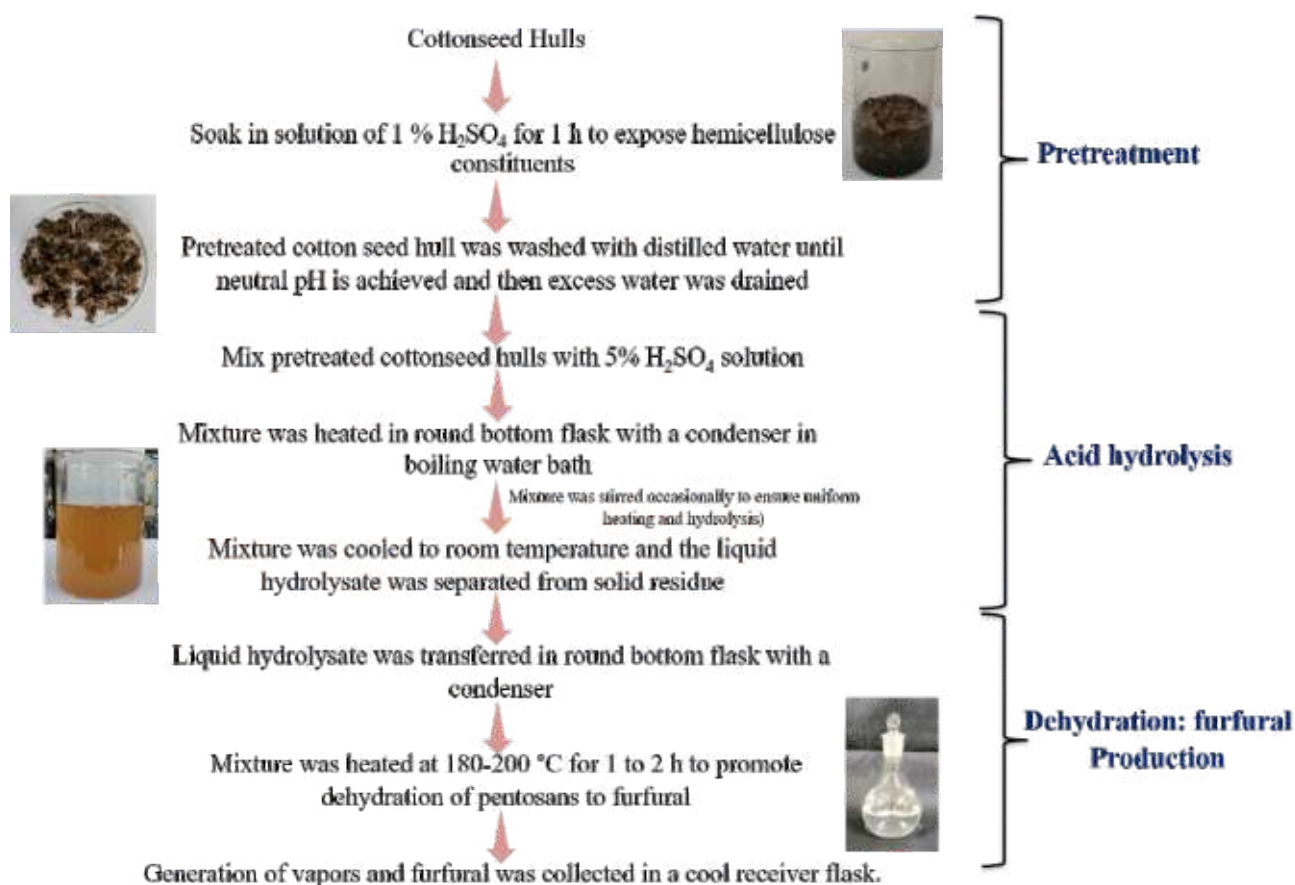 Cottonseed Hulls
Soak in solution of 1 % H₂SO₄ for 1 h to expose hemicellulose
constituents
Pretreatment
Pretreated cotton seed hull was washed with distilled water until
neutral pH is achieved and then excess water was drained
Mix pretreated cottonseed hulls with 5% H₂SO₄ solution
Mixture was heated in round bottom flask with a condenser in
boiling water bath
Acid hydrolysis
Mixture was stirred occasionally to ensure uniform
heating and hydrolysis)
Mixture was cooled to room temperature and the liquid
hydrolysate was separated from solid residue
Liquid hydrolysate was transferred in round bottom flask with a
condenser
Dehydration: furfural
Production
Mixture was heated at 180-200 °C for 1 to 2 h to promote
dehydration of pentosans to furfural
Generation of vapors and furfural was collected in a cool receiver flask.